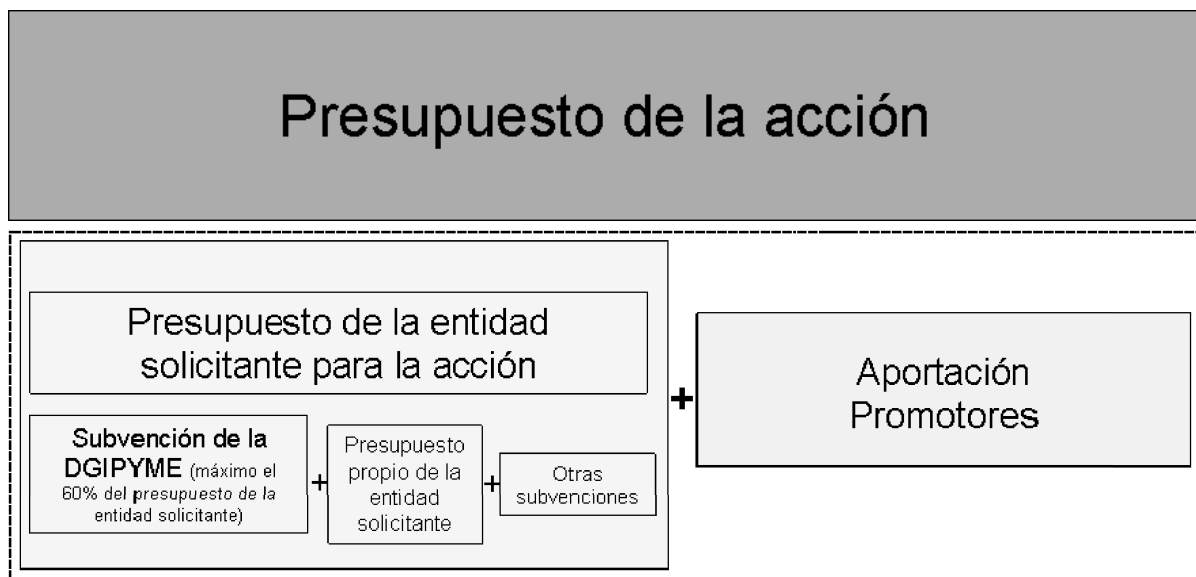 Presupuesto de la acción
Presupuesto de la entidad
solicitante para la acción
+
Aportación
Promotores
Subvención de la
DGIPYME (máximo el
60% del presupuesto de la
entidad solicitante)
+
Presupuesto
propio de la
entidad
solicitante
+
Otras
subvenciones